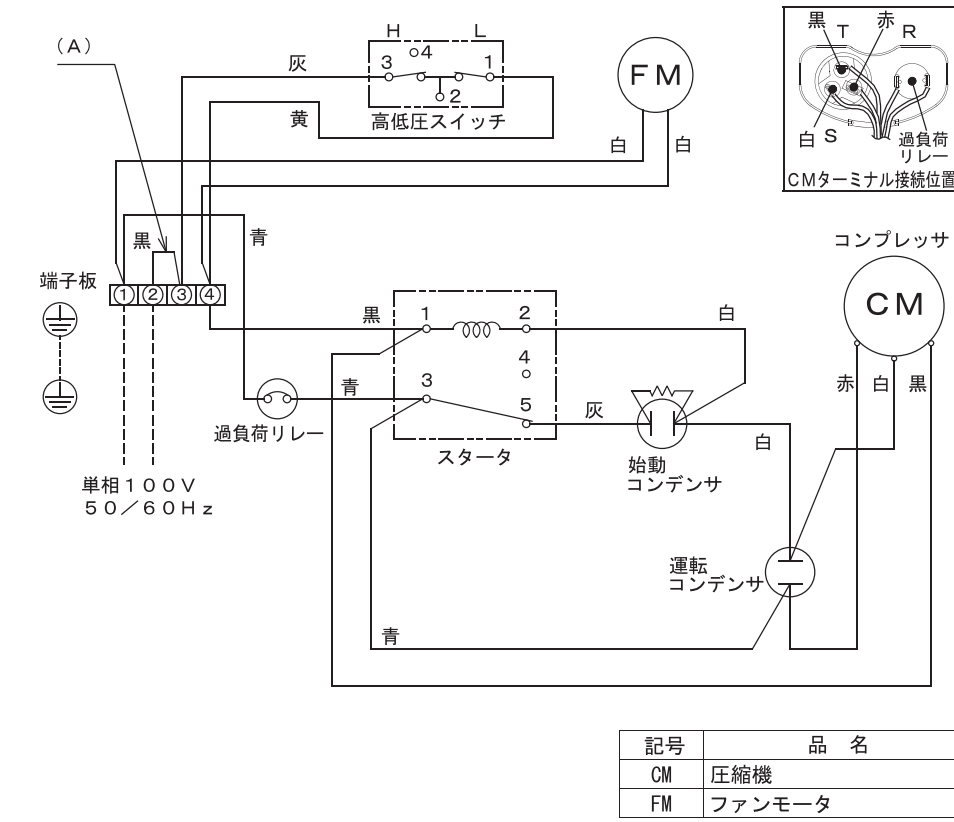 (A)
H L
3 4 1
2
灰
黄
高低圧スイッチ
FM
白 白
黒 T 赤 R
白 S 過負荷
リレー
CMターミナル接続位置
黒
青
端子板
1 2 3 4
コンプレッサ
CM
赤 白 黒
黒 1 2 白
4
青 3
5 灰
過負荷リレー
スタータ
始動
コンデンサ
白
単相100V
50/60Hz
運転
コンデンサ
青
記号 品名
CM 圧縮機
FM ファンモータ